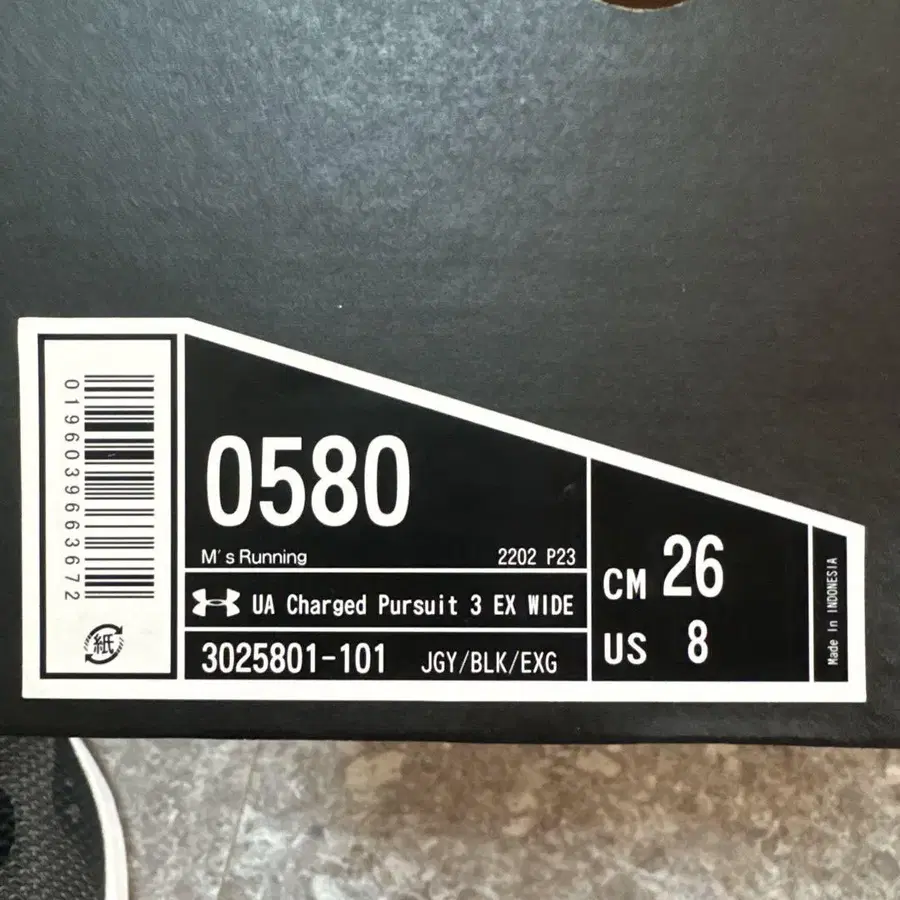 0196039663672
紙
0580
M's Running 2202 P23
UA Charged Pursuit 3 EX WIDE
3025801-101 JGY/BLK/EXG
CM 26
US 8
Made In INDONESIA